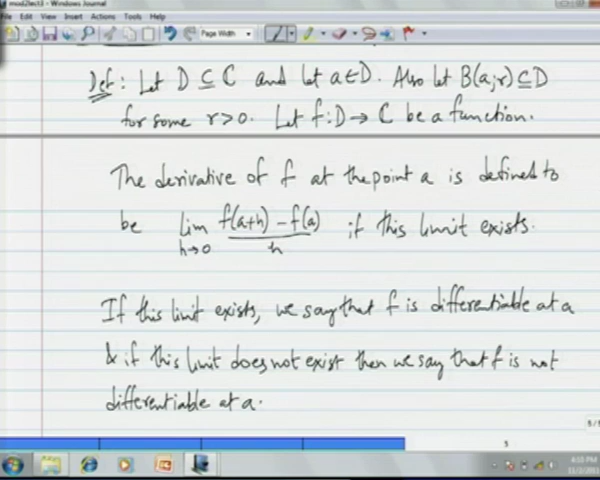 mod2lect3 - Windows Journal
File Edit View Insert Actions Tools Help
Page Width
Def: Let D ⊆ ℂ and let a∈D. Also let B(a;r)⊆D
for some r>0. Let f:D→ ℂ be a function.
The derivative of f at the point a is defined to
be lim h→0 f(a+h) - f(a) / h if this limit exists.
If this limit exists, we say that f is differentiable at a
& if this limit does not exist then we say that f is not
differentiable at a.
5